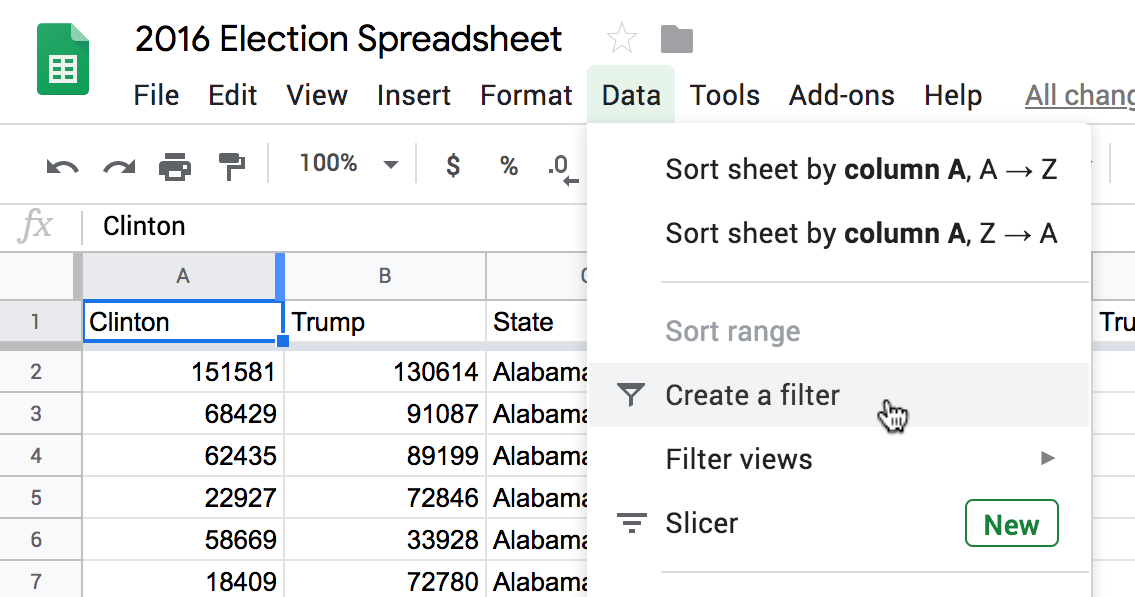 2016 Election Spreadsheet
File Edit View Insert Format Data Tools Add-ons Help All chang
100% $ % .0
fx Clinton
A B
1 Clinton Trump State Tru
2 151581 130614 Alabama
3 68429 91087 Alabama
4 62435 89199 Alabama
5 22927 72846 Alabama
6 58669 33928 Alabama
7 18409 72780 Alabama
Sort sheet by column A, A → Z
Sort sheet by column A, Z → A
Sort range
Create a filter
Filter views
Slicer New